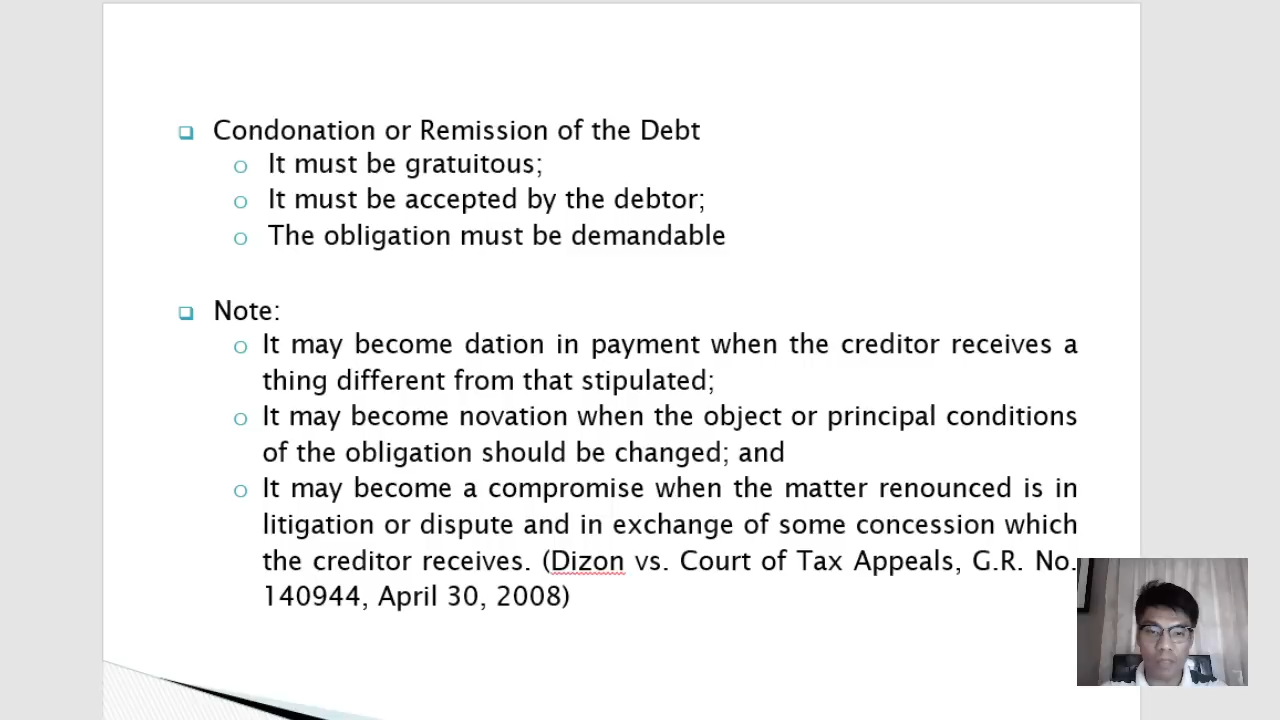 Condonation or Remission of the Debt
It must be gratuitous;
It must be accepted by the debtor;
The obligation must be demandable
Note:
It may become dation in payment when the creditor receives a
thing different from that stipulated;
It may become novation when the object or principal conditions
of the obligation should be changed; and
It may become a compromise when the matter renounced is in
litigation or dispute and in exchange of some concession which
the creditor receives. (Dizon vs. Court of Tax Appeals, G.R. No.
140944, April 30, 2008)